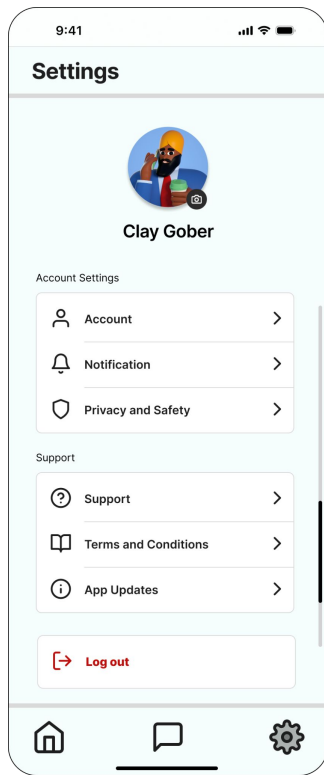 9:41
Settings
Clay Gober
Account Settings
Account
Notification
Privacy and Safety
Support
Support
Terms and Conditions
App Updates
Log out